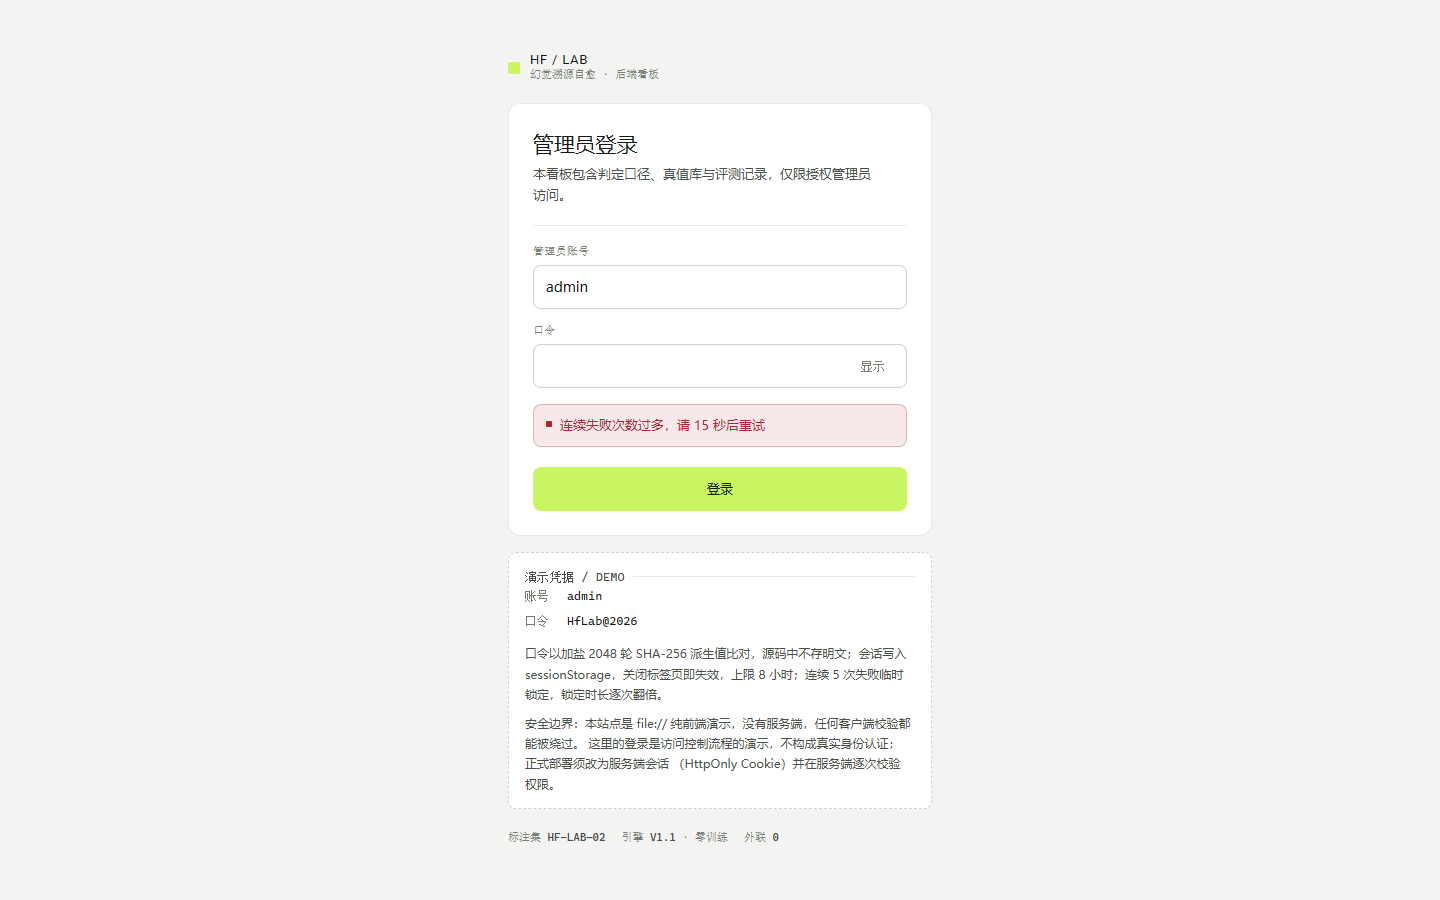 HF / LAB
幻觉溯源自愈 · 后端看板
管理员登录
本看板包含判定口径、真值库与评测记录，仅限授权管理员
访问。
管理员账号
admin
口令
显示
连续失败次数过多，请 15 秒后重试
登录
演示凭据 / DEMO
账号 admin
口令 HfLab@2026
口令以加盐 2048 轮 SHA-256 派生值比对，源码中不存明文；会话写入
sessionStorage，关闭标签页即失效，上限 8 小时；连续 5 次失败临时
锁定，锁定时长逐次翻倍。
安全边界：本站点是 file:// 纯前端演示，没有服务端，任何客户端校验都
能被绕过。 这里的登录是访问控制流程的演示，不构成真实身份认证；
正式部署须改为服务端会话 （HttpOnly Cookie）并在服务端逐次校验
权限。
标注集 HF-LAB-02 引擎 V1.1 · 零训练 外联 0